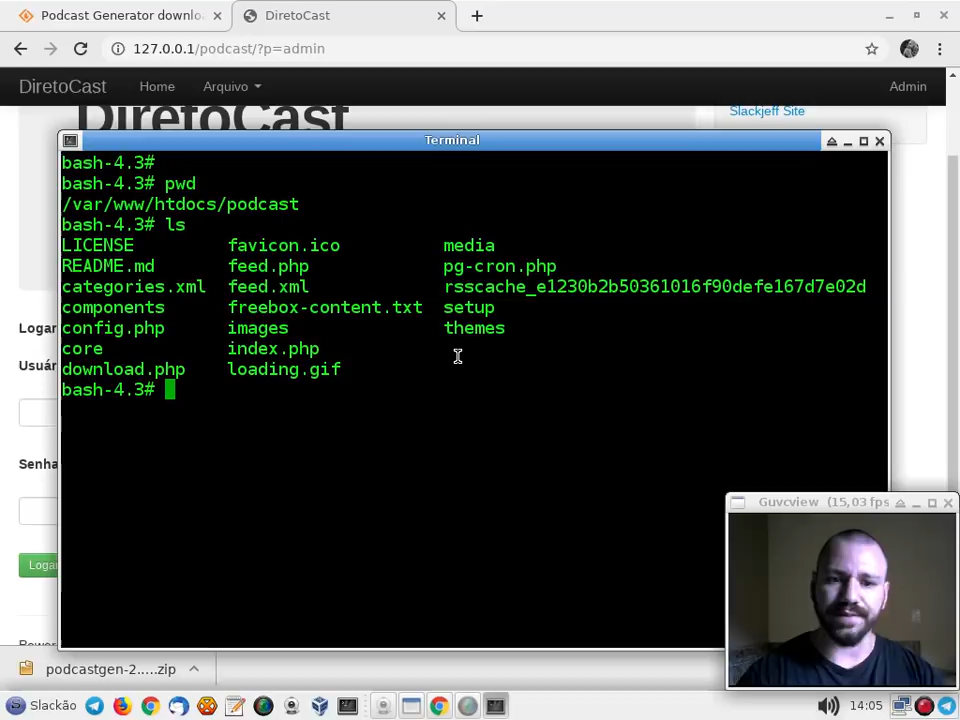 Podcast Generator downlo
DiretoCast
127.0.0.1/podcast/?p=admin
DiretoCast
Home
Arquivo
Admin
DiretoCast
Slackjeff Site
Terminal
bash-4.3#
bash-4.3# pwd
/var/www/htdocs/podcast
bash-4.3# ls
LICENSE favicon.ico media
README.md feed.php pg-cron.php
categories.xml feed.xml rsscache_e1230b2b50361016f90defe167d7e02d
components freebox-content.txt setup
config.php images themes
core index.php
download.php loading.gif
bash-4.3#
Logar
Usuár
Senha
Logar
Guvcview (15,03 fps
podcastgen-2.....zip
Slackão
14:05